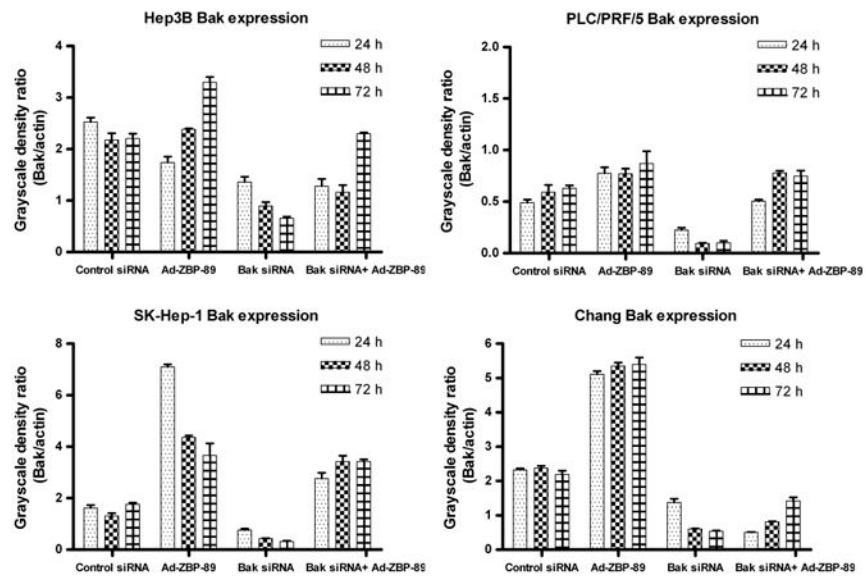 Hep3B Bak expression
Grayscale density ratio
(Bak/actin)
4
3
2
1
0
24 h
48 h
72 h
Control siRNA Ad-ZBP-89 Bak siRNA Bak siRNA+ Ad-ZBP-89
PLC/PRF/5 Bak expression
Grayscale density ratio
(Bak/actin)
2.0
1.5
1.0
0.5
0.0
24 h
48 h
72 h
Control siRNA Ad-ZBP-89 Bak siRNA Bak siRNA+ Ad-ZBP-89
SK-Hep-1 Bak expression
Grayscale density ratio
(Bak/actin)
8
6
4
2
0
24 h
48 h
72 h
Control siRNA Ad-ZBP-89 Bak siRNA Bak siRNA+ Ad-ZBP-89
Chang Bak expression
Grayscale density ratio
(Bak/actin)
6
5
4
3
2
1
0
24 h
48 h
72 h
Control siRNA Ad-ZBP-89 Bak siRNA Bak siRNA+ Ad-ZBP-89